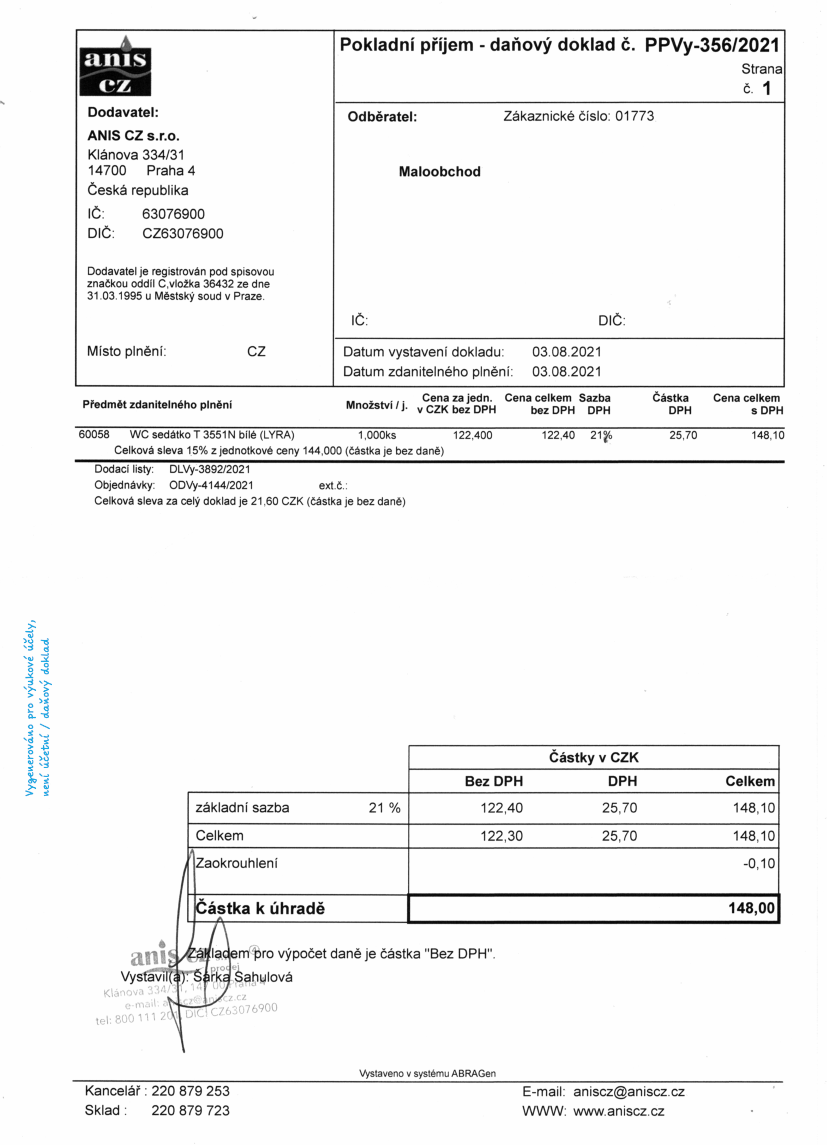 anis
cz
Pokladní příjem - daňový doklad č. PPVy-356/2021
Strana
č. 1
Dodavatel:
ANIS CZ s.r.o.
Klánova 334/31
14700 Praha 4
Česká republika
IČ: 63076900
DIČ: CZ63076900
Dodavatel je registrován pod spisovou
značkou oddíl C,vložka 36432 ze dne
31.03.1995 u Městský soud v Praze.
Místo plnění: CZ
Odběratel: Zákaznické číslo: 01773
Maloobchod
IČ: DIČ:
Datum vystavení dokladu: 03.08.2021
Datum zdanitelného plnění: 03.08.2021
Předmět zdanitelného plnění Množství / j. Cena za jedn. v CZK bez DPH Cena celkem bez DPH Sazba DPH Částka DPH Cena celkem s DPH
60058 WC sedátko T 3551N bílé (LYRA) 1,000ks 122,400 122,40 21% 25,70 148,10
Celková sleva 15% z jednotkové ceny 144,000 (částka je bez daně)
Dodací listy: DLVy-3892/2021
Objednávky: ODVy-4144/2021 ext.č.:
Celková sleva za celý doklad je 21,60 CZK (částka je bez daně)
Vygenerováno pro výukové účely,
není účetní / daňový doklad
Částky v CZK
Bez DPH DPH Celkem
základní sazba 21 % 122,40 25,70 148,10
Celkem 122,30 25,70 148,10
Zaokrouhlení -0,10
Částka k úhradě 148,00
Základem pro výpočet daně je částka "Bez DPH".
anis
prodej
Vystavil(a): Šárka Sahulová
Klánova 334/31, 147 00 Praha 4
e-mail: cz@aniscz.cz
tel: 800 111 201 DIČ: CZ63076900
Vystaveno v systému ABRAGen
Kancelář : 220 879 253 E-mail: aniscz@aniscz.cz
Sklad : 220 879 723 WWW: www.aniscz.cz